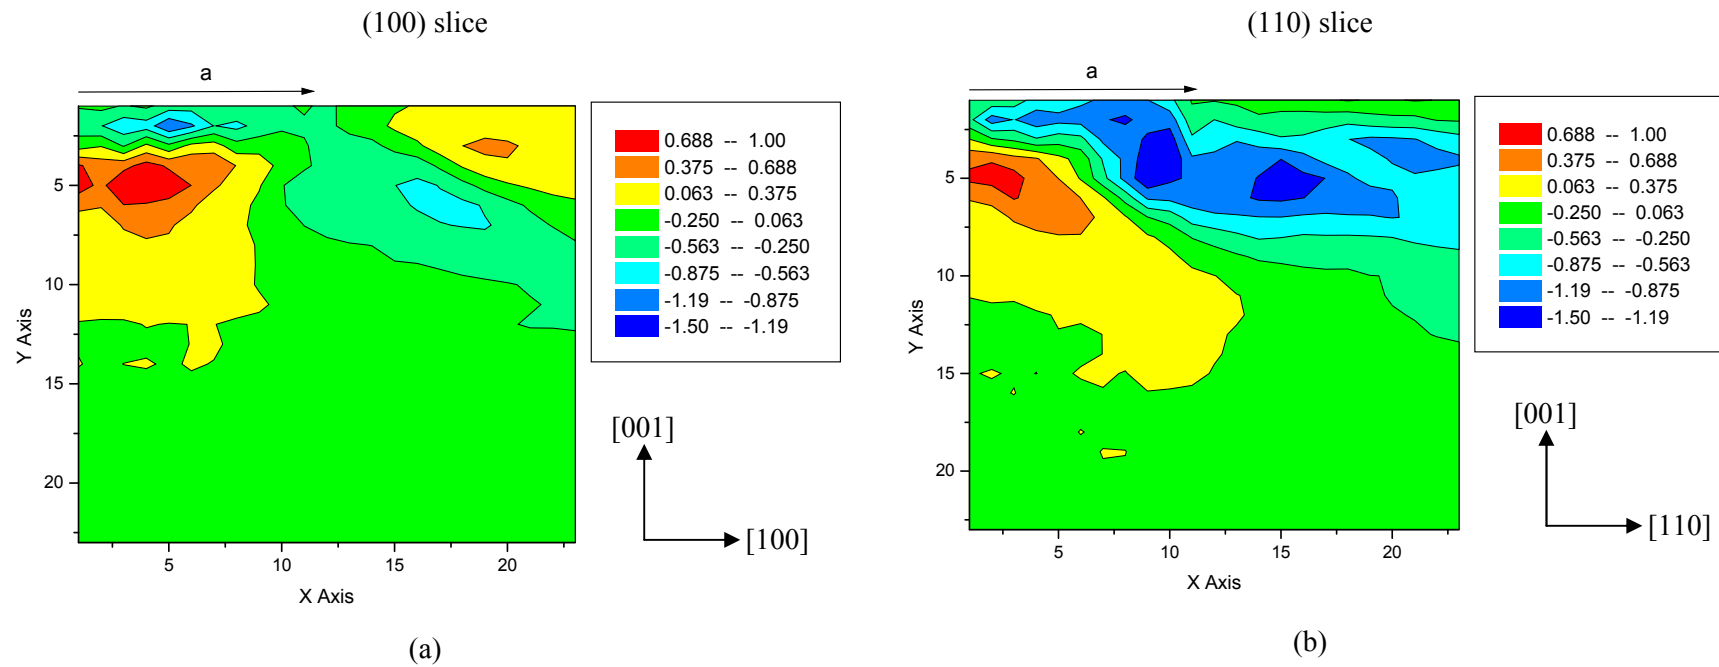 (100) slice
a
0.688 -- 1.00
0.375 -- 0.688
0.063 -- 0.375
-0.250 -- 0.063
-0.563 -- -0.250
-0.875 -- -0.563
-1.19 -- -0.875
-1.50 -- -1.19
5
10
15
20
Y Axis
5
10
15
20
X Axis
[001]
[100]
(a)
(110) slice
a
0.688 -- 1.00
0.375 -- 0.688
0.063 -- 0.375
-0.250 -- 0.063
-0.563 -- -0.250
-0.875 -- -0.563
-1.19 -- -0.875
-1.50 -- -1.19
5
10
15
20
Y Axis
5
10
15
20
X Axis
[001]
[110]
(b)